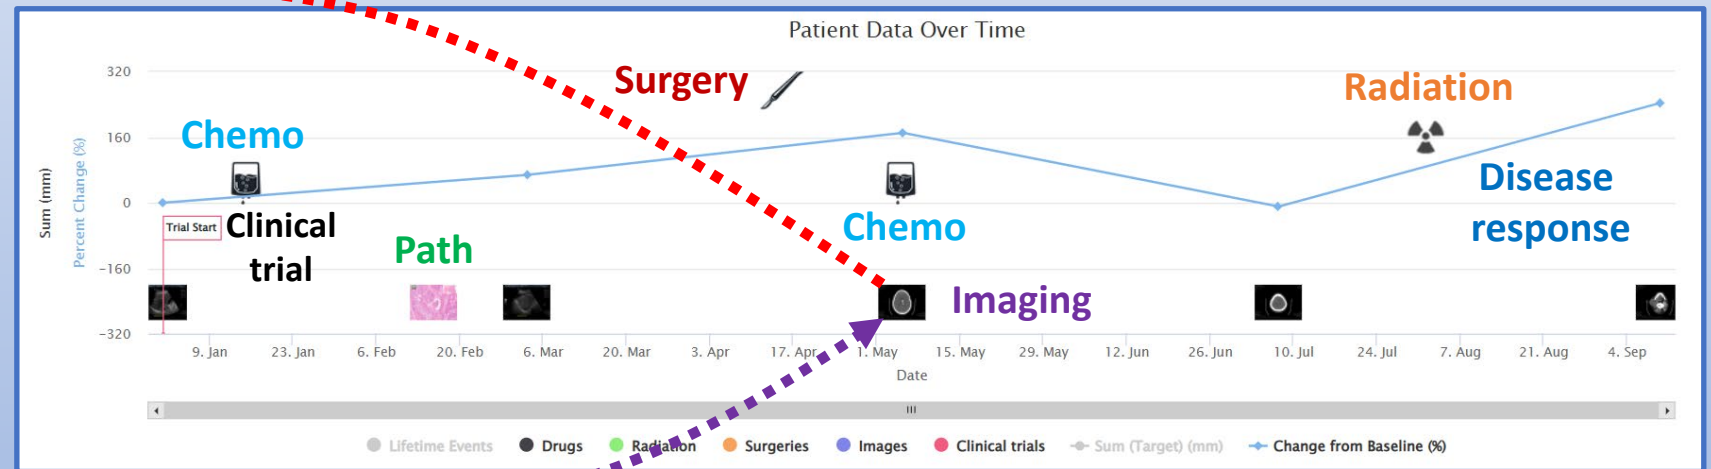 Patient Data Over Time
Sum (mm)
Percent Change (%)
320
160
0
-160
-320
Surgery
Radiation
Chemo
Disease
response
Trial Start
Clinical
trial
Path
Chemo
Imaging
9. Jan 23. Jan 6. Feb 20. Feb 6. Mar 20. Mar 3. Apr 17. Apr 1. May 15. May 29. May 12. Jun 26. Jun 10. Jul 24. Jul 7. Aug 21. Aug 4. Sep
Date
Lifetime Events Drugs Radiation Surgeries Images Clinical trials Sum (Target) (mm) Change from Baseline (%)